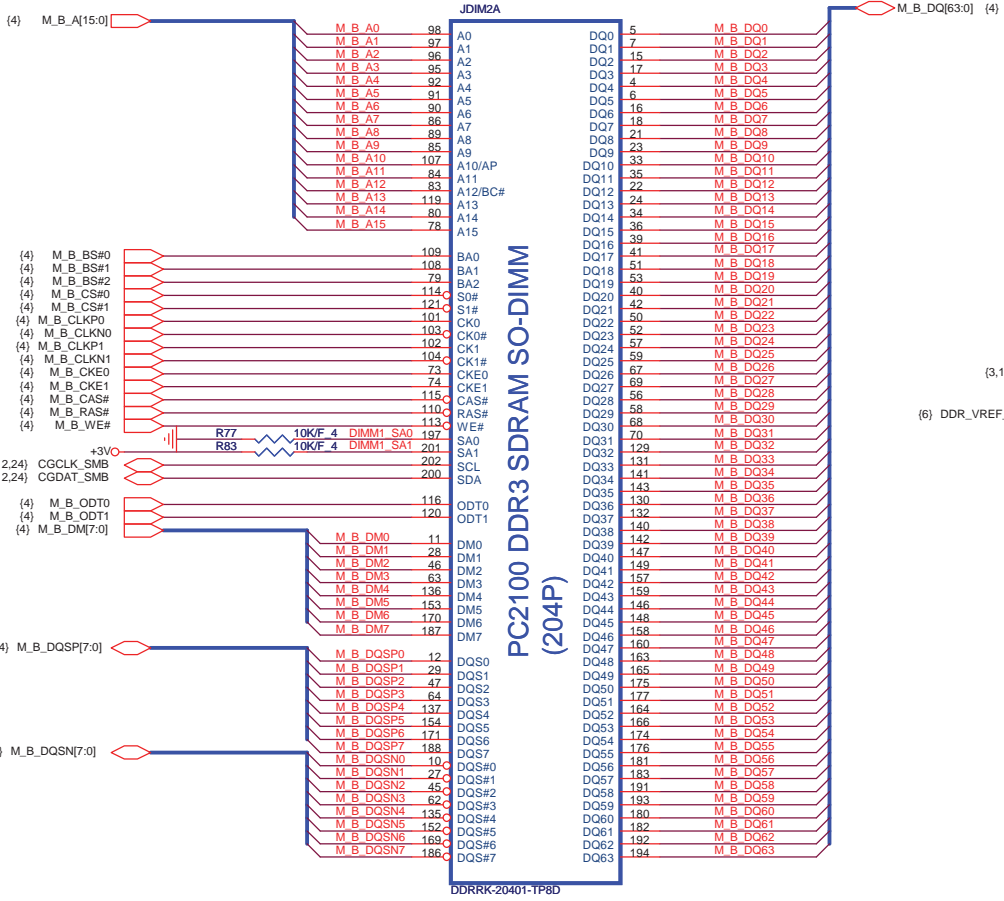 JDIM2A
{4} M_B_A[15:0]
M_B_DQ[63:0] {4}
M_B_A0 98 A0
M_B_A1 97 A1
M_B_A2 96 A2
M_B_A3 95 A3
M_B_A4 92 A4
M_B_A5 91 A5
M_B_A6 90 A6
M_B_A7 86 A7
M_B_A8 89 A8
M_B_A9 85 A9
M_B_A10 107 A10/AP
M_B_A11 84 A11
M_B_A12 83 A12/BC#
M_B_A13 119 A13
M_B_A14 80 A14
M_B_A15 78 A15
{4} M_B_BS#0 109 BA0
{4} M_B_BS#1 108 BA1
{4} M_B_BS#2 79 BA2
{4} M_B_CS#0 114 S0#
{4} M_B_CS#1 121 S1#
{4} M_B_CLKP0 101 CK0
{4} M_B_CLKN0 103 CK0#
{4} M_B_CLKP1 102 CK1
{4} M_B_CLKN1 104 CK1#
{4} M_B_CKE0 73 CKE0
{4} M_B_CKE1 74 CKE1
{4} M_B_CAS# 115 CAS#
{4} M_B_RAS# 110 RAS#
{4} M_B_WE# 113 WE#
R77 10K/F_4 DIMM1_SA0 197 SA0
+3V R83 10K/F_4 DIMM1_SA1 201 SA1
2,24} CGCLK_SMB 202 SCL
2,24} CGDAT_SMB 200 SDA
{4} M_B_ODT0 116 ODT0
{4} M_B_ODT1 120 ODT1
{4} M_B_DM[7:0]
M_B_DM0 11 DM0
M_B_DM1 28 DM1
M_B_DM2 46 DM2
M_B_DM3 63 DM3
M_B_DM4 136 DM4
M_B_DM5 153 DM5
M_B_DM6 170 DM6
M_B_DM7 187 DM7
4} M_B_DQSP[7:0]
M_B_DQSP0 12 DQS0
M_B_DQSP1 29 DQS1
M_B_DQSP2 47 DQS2
M_B_DQSP3 64 DQS3
M_B_DQSP4 137 DQS4
M_B_DQSP5 154 DQS5
M_B_DQSP6 171 DQS6
M_B_DQSP7 188 DQS7
} M_B_DQSN[7:0]
M_B_DQSN0 10 DQS#0
M_B_DQSN1 27 DQS#1
M_B_DQSN2 45 DQS#2
M_B_DQSN3 62 DQS#3
M_B_DQSN4 135 DQS#4
M_B_DQSN5 152 DQS#5
M_B_DQSN6 169 DQS#6
M_B_DQSN7 186 DQS#7
PC2100 DDR3 SDRAM SO-DIMM
(204P)
DQ0 5 M_B_DQ0
DQ1 7 M_B_DQ1
DQ2 15 M_B_DQ2
DQ3 17 M_B_DQ3
DQ4 4 M_B_DQ4
DQ5 6 M_B_DQ5
DQ6 16 M_B_DQ6
DQ7 18 M_B_DQ7
DQ8 21 M_B_DQ8
DQ9 23 M_B_DQ9
DQ10 33 M_B_DQ10
DQ11 35 M_B_DQ11
DQ12 22 M_B_DQ12
DQ13 24 M_B_DQ13
DQ14 34 M_B_DQ14
DQ15 36 M_B_DQ15
DQ16 39 M_B_DQ16
DQ17 41 M_B_DQ17
DQ18 51 M_B_DQ18
DQ19 53 M_B_DQ19
DQ20 40 M_B_DQ20
DQ21 42 M_B_DQ21
DQ22 50 M_B_DQ22
DQ23 52 M_B_DQ23
DQ24 57 M_B_DQ24
DQ25 59 M_B_DQ25
DQ26 67 M_B_DQ26
DQ27 69 M_B_DQ27
DQ28 56 M_B_DQ28
DQ29 58 M_B_DQ29
DQ30 68 M_B_DQ30
DQ31 70 M_B_DQ31
DQ32 129 M_B_DQ32
DQ33 131 M_B_DQ33
DQ34 141 M_B_DQ34
DQ35 143 M_B_DQ35
DQ36 130 M_B_DQ36
DQ37 132 M_B_DQ37
DQ38 140 M_B_DQ38
DQ39 142 M_B_DQ39
DQ40 147 M_B_DQ40
DQ41 149 M_B_DQ41
DQ42 157 M_B_DQ42
DQ43 159 M_B_DQ43
DQ44 146 M_B_DQ44
DQ45 148 M_B_DQ45
DQ46 158 M_B_DQ46
DQ47 160 M_B_DQ47
DQ48 163 M_B_DQ48
DQ49 165 M_B_DQ49
DQ50 175 M_B_DQ50
DQ51 177 M_B_DQ51
DQ52 164 M_B_DQ52
DQ53 166 M_B_DQ53
DQ54 174 M_B_DQ54
DQ55 176 M_B_DQ55
DQ56 181 M_B_DQ56
DQ57 183 M_B_DQ57
DQ58 191 M_B_DQ58
DQ59 193 M_B_DQ59
DQ60 180 M_B_DQ60
DQ61 182 M_B_DQ61
DQ62 192 M_B_DQ62
DQ63 194 M_B_DQ63
{3,1
{6} DDR_VREF_
DDRRK-20401-TP8D